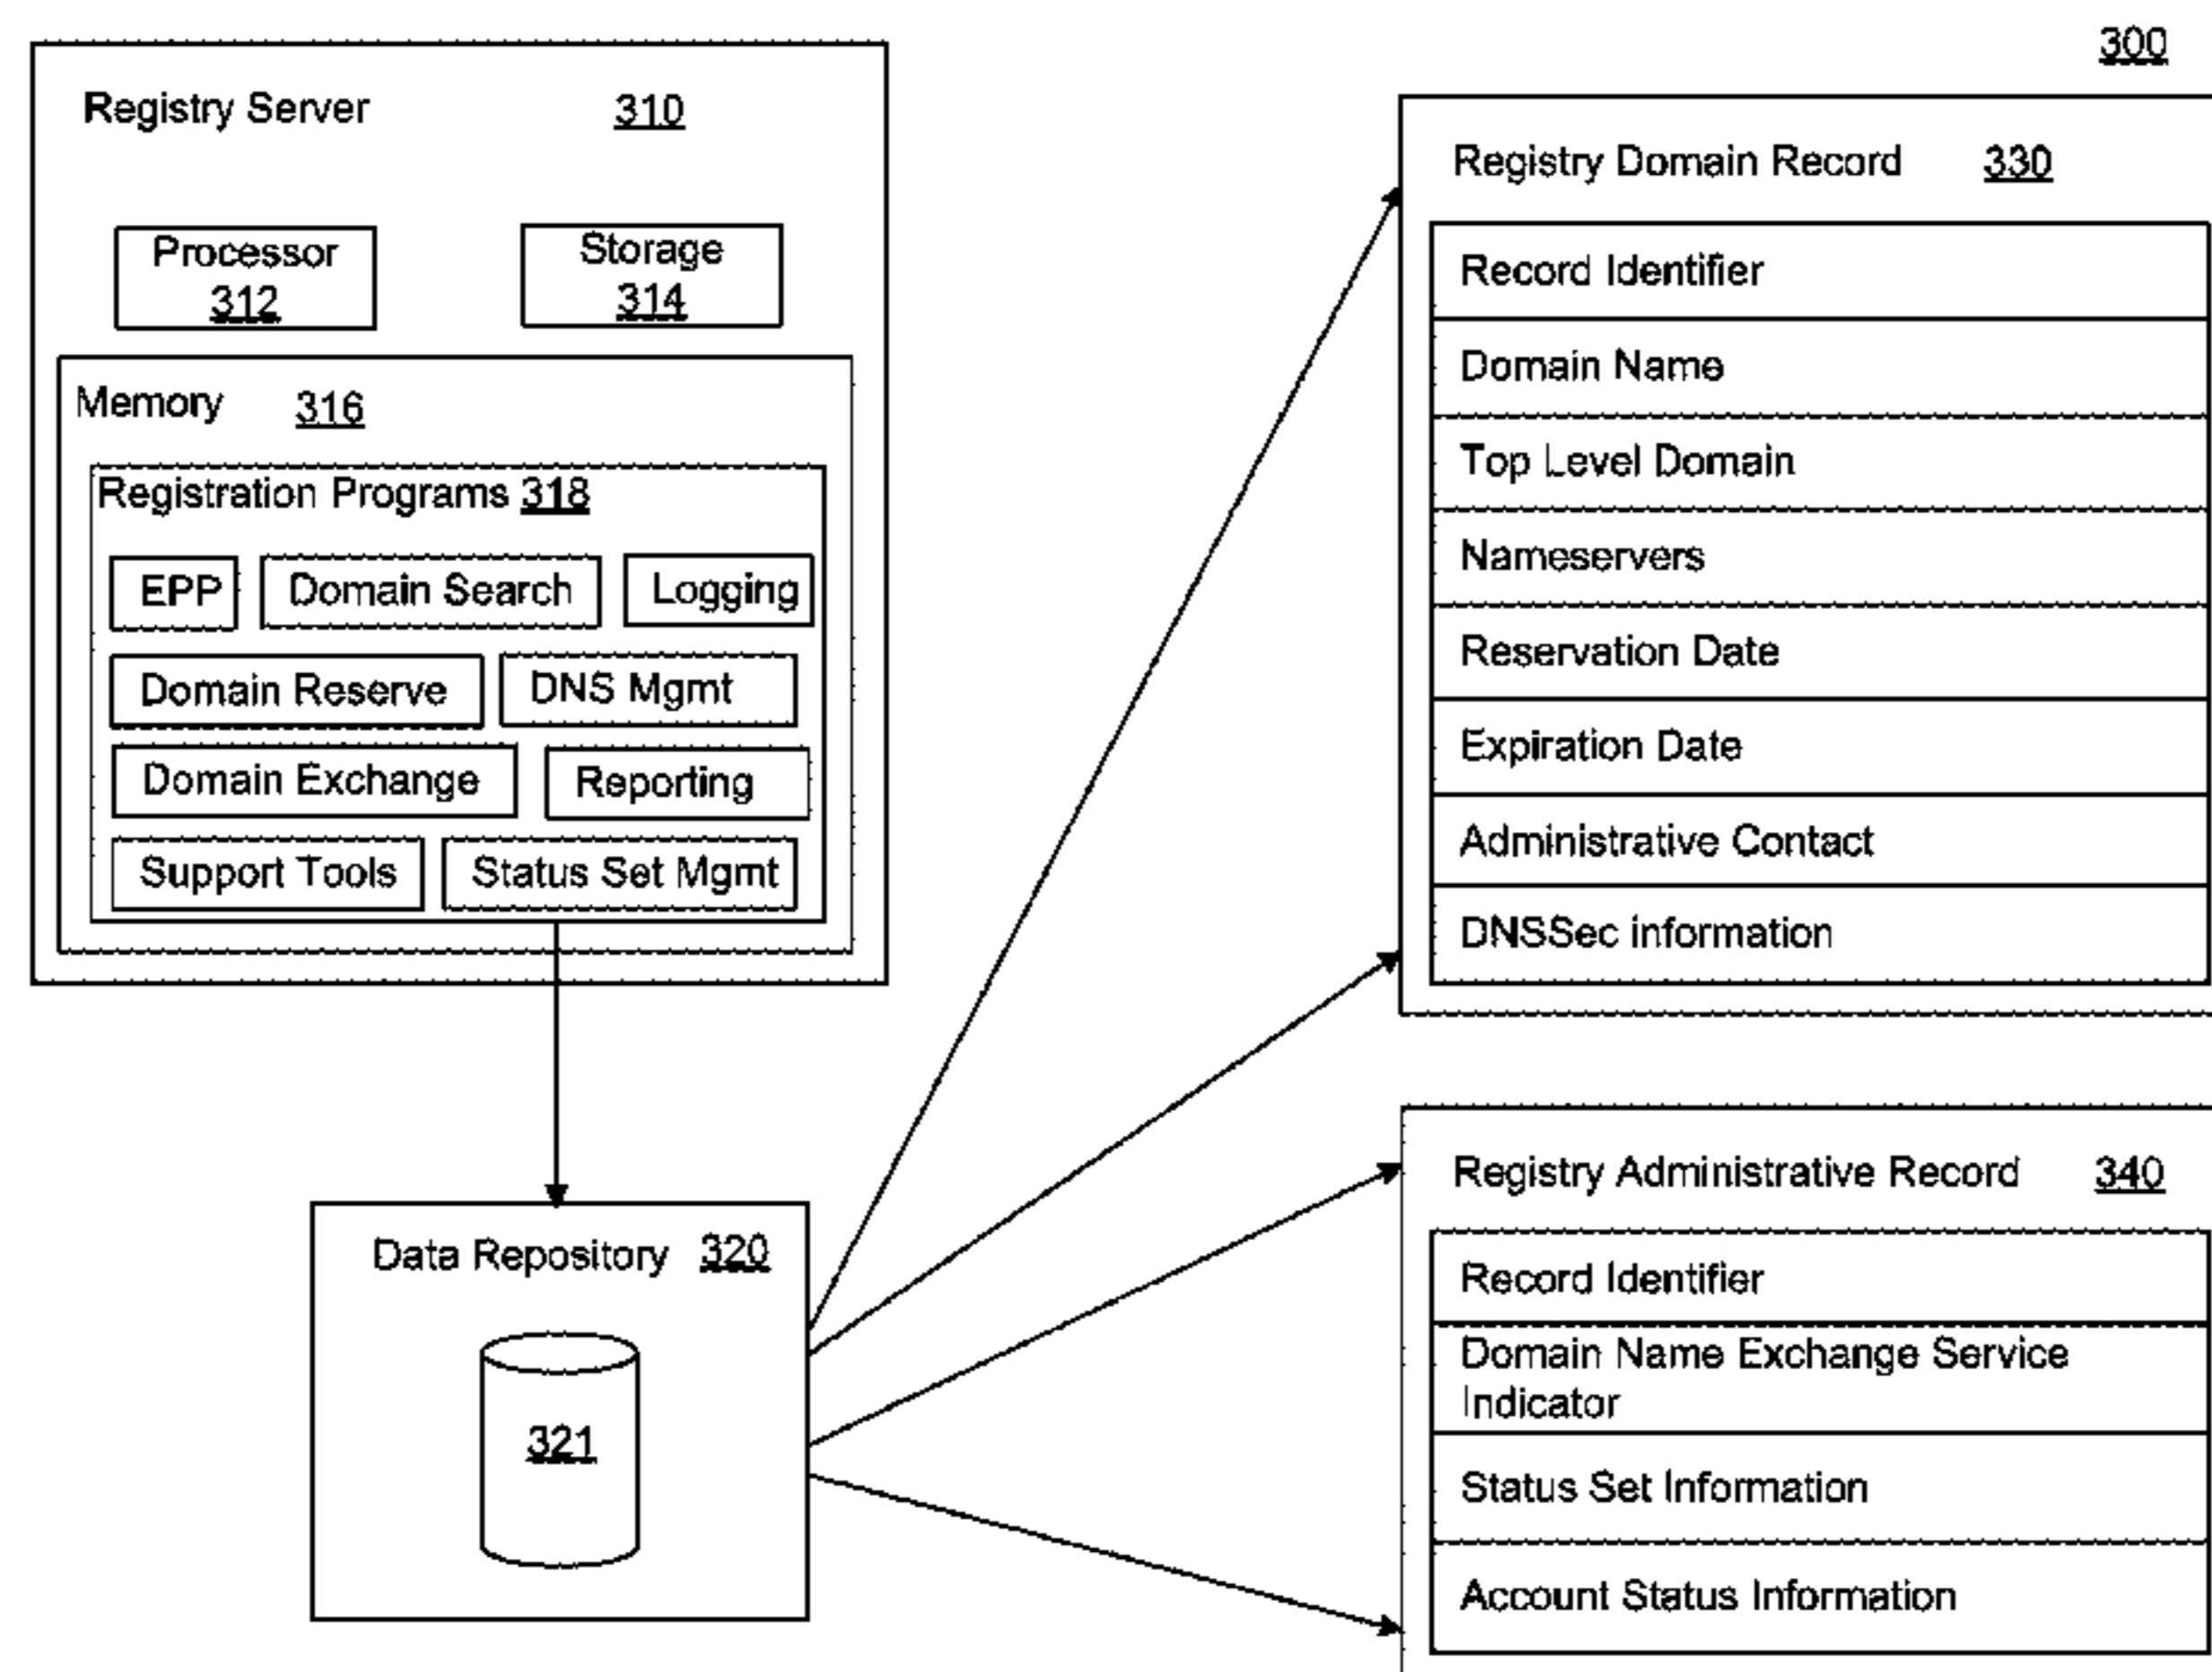 300
Registry Server 310
Processor
312
Storage
314
Memory 316
Registration Programs 318
EPP
Domain Search
Logging
Domain Reserve
DNS Mgmt
Domain Exchange
Reporting
Support Tools
Status Set Mgmt
Data Repository 320
321
Registry Domain Record 330
Record Identifier
Domain Name
Top Level Domain
Nameservers
Reservation Date
Expiration Date
Administrative Contact
DNSSec information
Registry Administrative Record 340
Record Identifier
Domain Name Exchange Service
Indicator
Status Set Information
Account Status Information